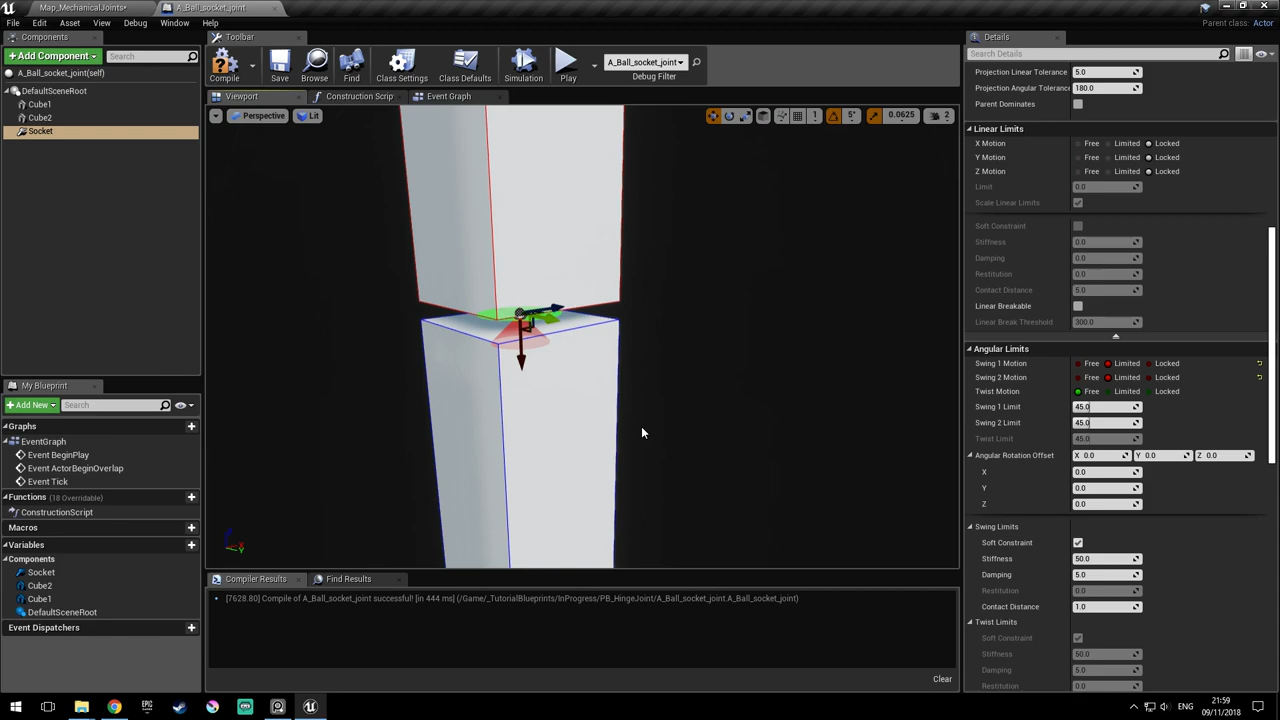 Map_MechanicalJoints*
A_Ball_socket_joint
File
Edit
Asset
View
Debug
Window
Help
Parent class: Actor
Components
+ Add Component
Search
A_Ball_socket_joint(self)
DefaultSceneRoot
Cube1
Cube2
Socket
Toolbar
Compile
Save
Browse
Find
Class Settings
Class Defaults
Simulation
Play
A_Ball_socket_joint
Debug Filter
Viewport
Construction Scrip
Event Graph
Perspective
Lit
1
5°
0.0625
2
X
Y
My Blueprint
+ Add New
Search
Graphs
EventGraph
Event BeginPlay
Event ActorBeginOverlap
Event Tick
Functions (18 Overridable)
ConstructionScript
Macros
Variables
Components
Socket
Cube2
Cube1
DefaultSceneRoot
Event Dispatchers
Compiler Results
Find Results
[7628.80] Compile of A_Ball_socket_joint successful! [in 444 ms] (/Game/_TutorialBlueprints/InProgress/PB_HingeJoint/A_Ball_socket_joint.A_Ball_socket_joint)
Clear
Details
Search Details
Projection Linear Tolerance 5.0
Projection Angular Toleranc 180.0
Parent Dominates
Linear Limits
X Motion Free Limited Locked
Y Motion Free Limited Locked
Z Motion Free Limited Locked
Limit 0.0
Scale Linear Limits
Soft Constraint
Stiffness 0.0
Damping 0.0
Restitution 0.0
Contact Distance 5.0
Linear Breakable
Linear Break Threshold 300.0
Angular Limits
Swing 1 Motion Free Limited Locked
Swing 2 Motion Free Limited Locked
Twist Motion Free Limited Locked
Swing 1 Limit 45.0
Swing 2 Limit 45.0
Twist Limit 45.0
Angular Rotation Offset X 0.0 Y 0.0 Z 0.0
X 0.0
Y 0.0
Z 0.0
Swing Limits
Soft Constraint
Stiffness 50.0
Damping 5.0
Restitution 0.0
Contact Distance 1.0
Twist Limits
Soft Constraint
Stiffness 50.0
Damping 5.0
Restitution 0.0
ENG
21:59
09/11/2018